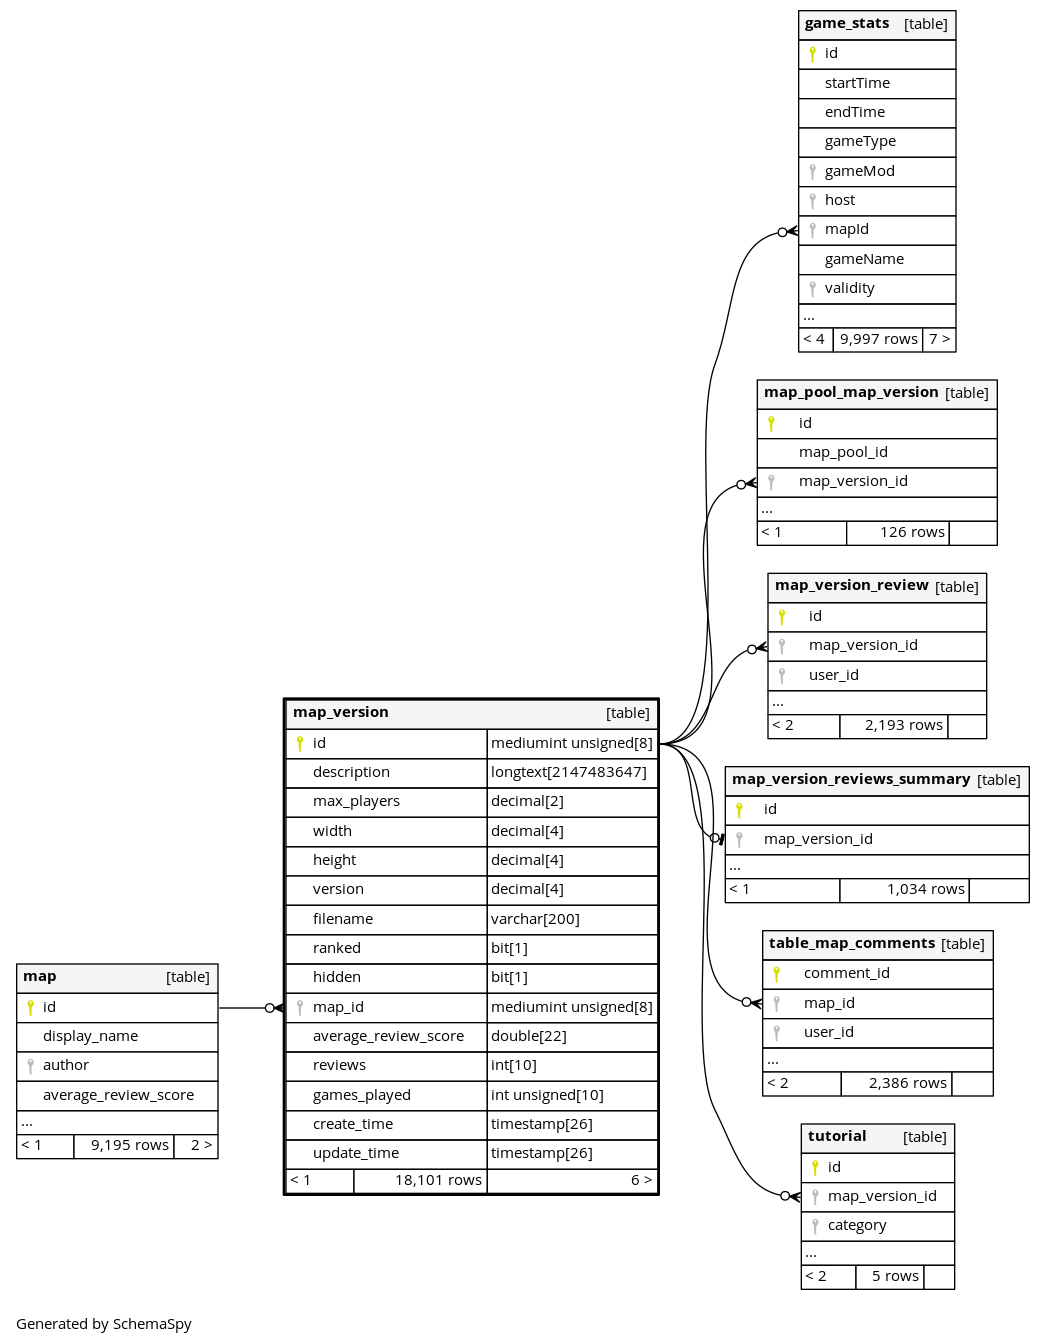 game_stats [table]
id
startTime
endTime
gameType
gameMod
host
mapId
gameName
validity
...
< 4 9,997 rows 7 >
map_pool_map_version [table]
id
map_pool_id
map_version_id
...
< 1 126 rows
map_version_review [table]
id
map_version_id
user_id
...
< 2 2,193 rows
map_version [table]
id mediumint unsigned[8]
description longtext[2147483647]
max_players decimal[2]
width decimal[4]
height decimal[4]
version decimal[4]
filename varchar[200]
ranked bit[1]
hidden bit[1]
map_id mediumint unsigned[8]
average_review_score double[22]
reviews int[10]
games_played int unsigned[10]
create_time timestamp[26]
update_time timestamp[26]
< 1 18,101 rows 6 >
map_version_reviews_summary [table]
id
map_version_id
...
< 1 1,034 rows
table_map_comments [table]
comment_id
map_id
user_id
...
< 2 2,386 rows
map [table]
id
display_name
author
average_review_score
...
< 1 9,195 rows 2 >
tutorial [table]
id
map_version_id
category
...
< 2 5 rows
Generated by SchemaSpy